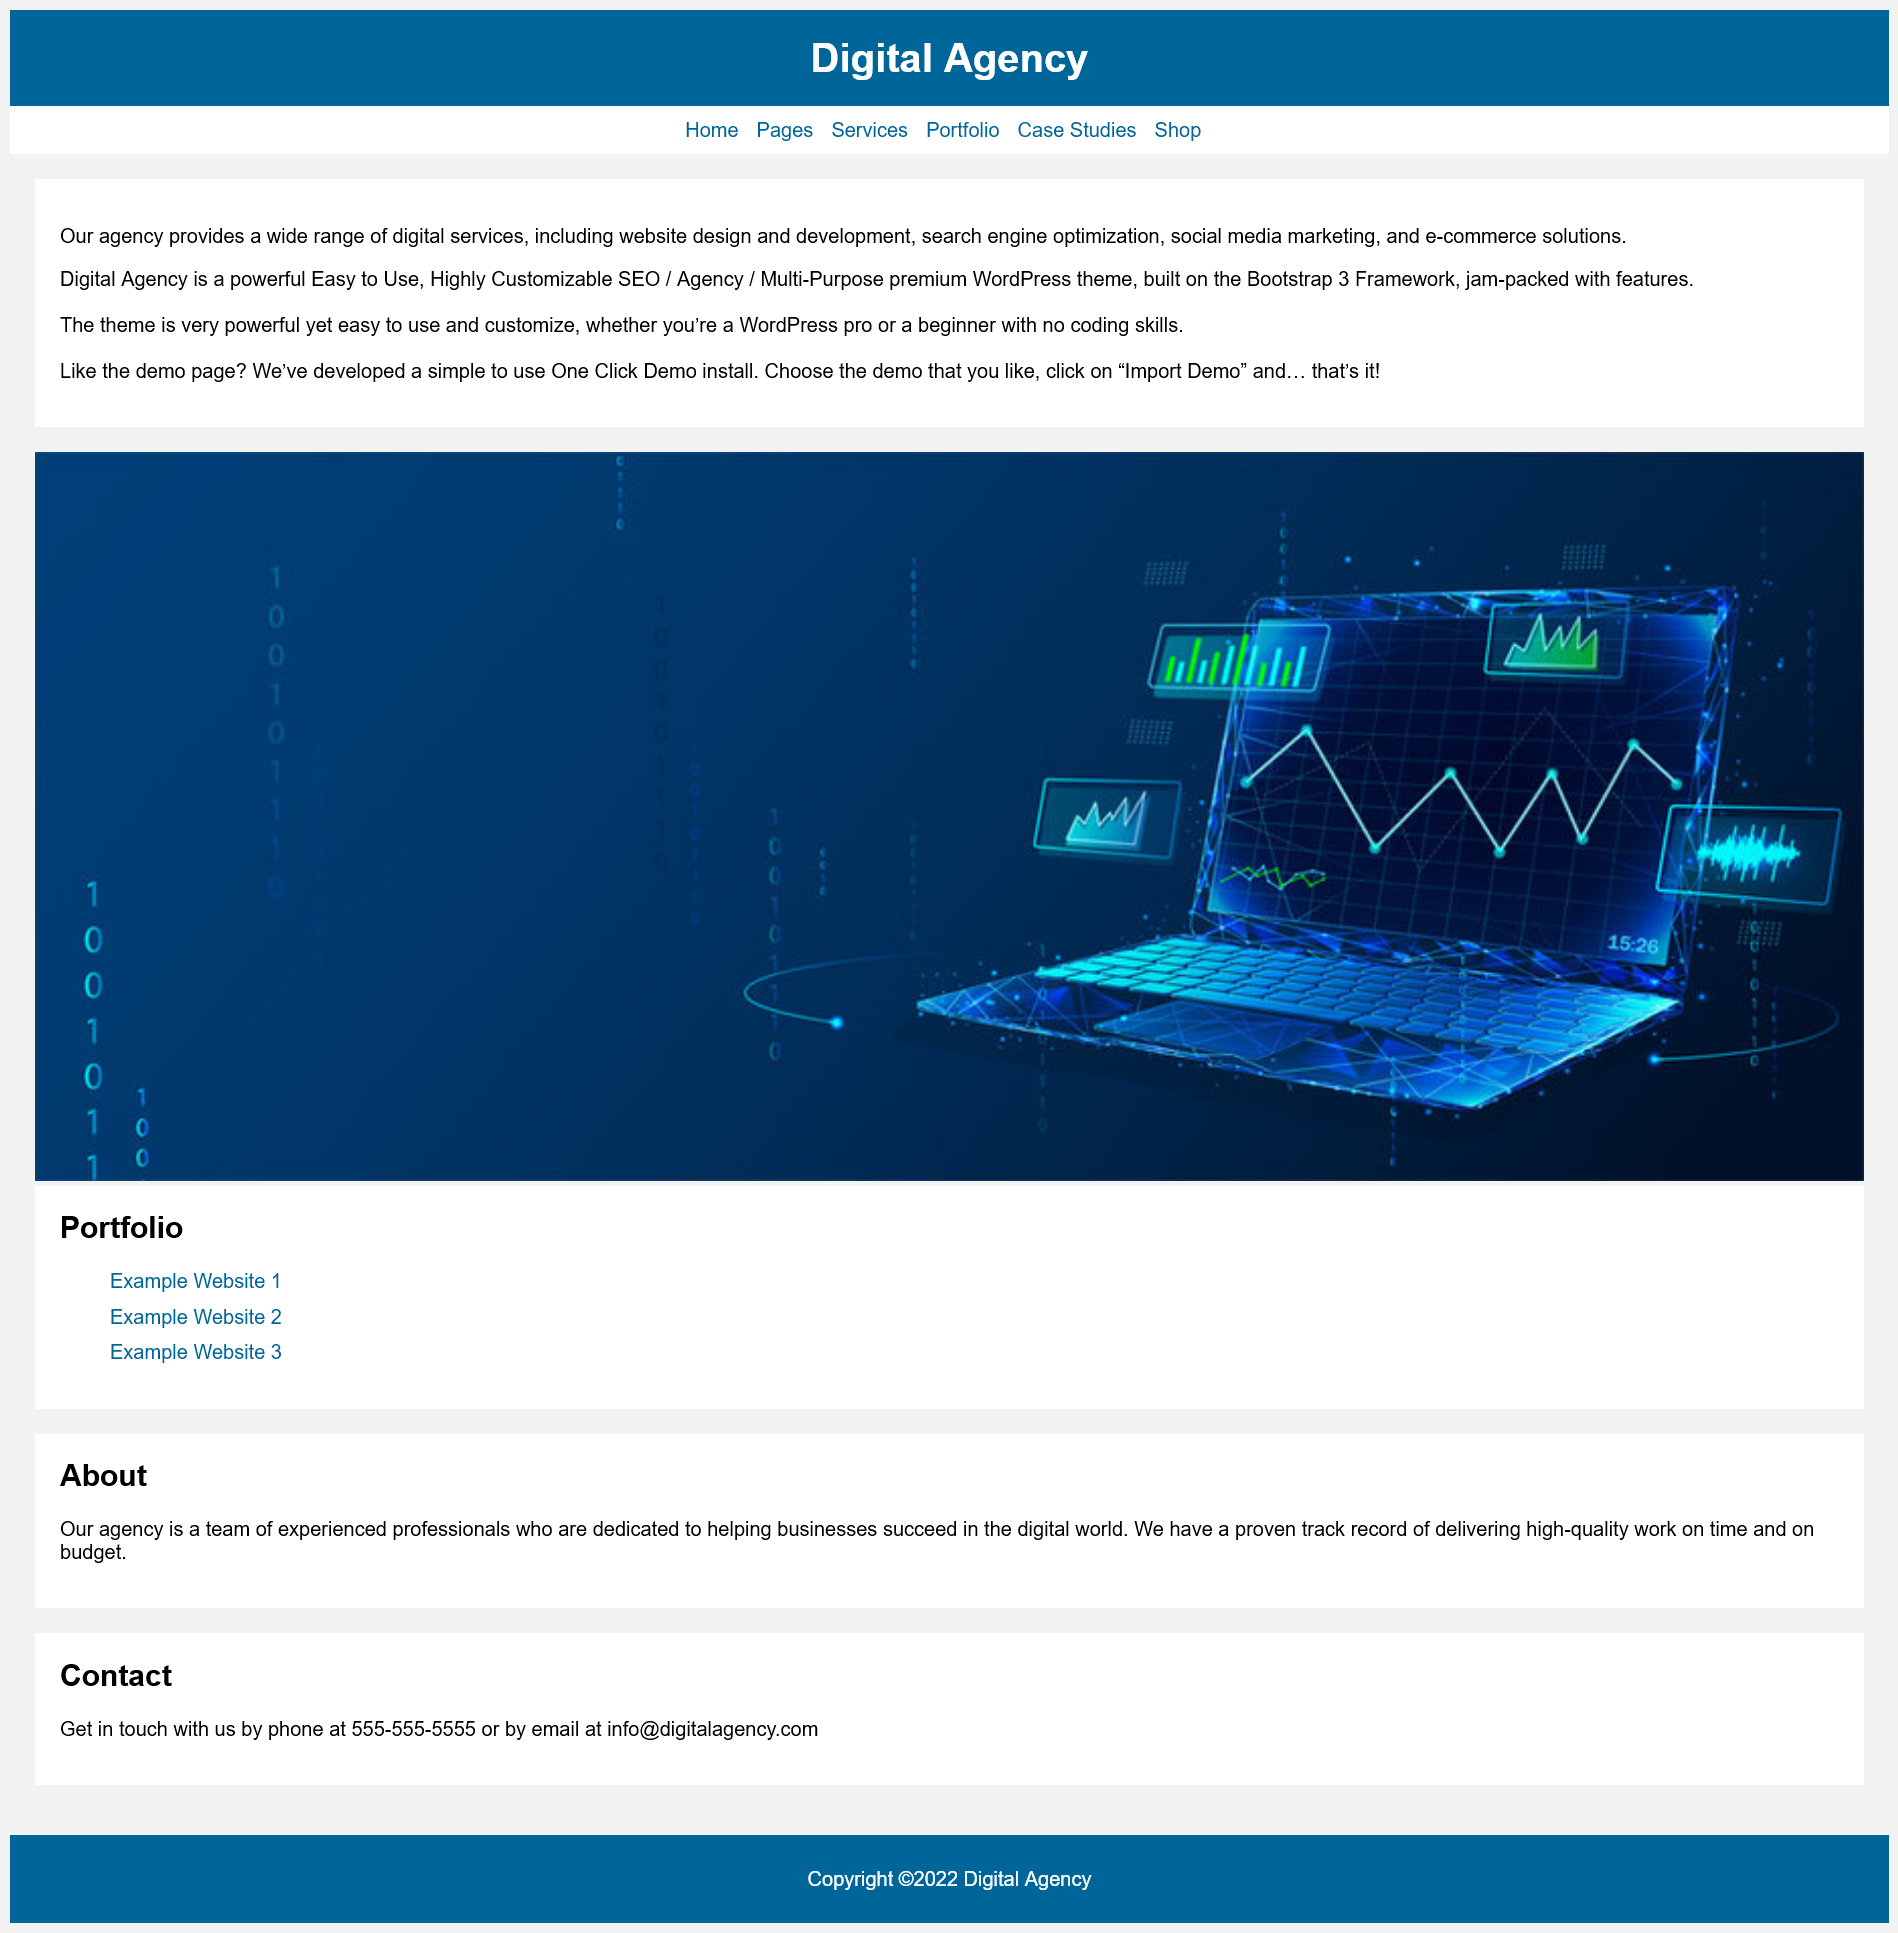 Digital Agency
Home Pages Services Portfolio Case Studies Shop
Our agency provides a wide range of digital services, including website design and development, search engine optimization, social media marketing, and e-commerce solutions.
Digital Agency is a powerful Easy to Use, Highly Customizable SEO / Agency / Multi-Purpose premium WordPress theme, built on the Bootstrap 3 Framework, jam-packed with features.
The theme is very powerful yet easy to use and customize, whether you’re a WordPress pro or a beginner with no coding skills.
Like the demo page? We’ve developed a simple to use One Click Demo install. Choose the demo that you like, click on “Import Demo” and… that’s it!
15:26
Portfolio
Example Website 1
Example Website 2
Example Website 3
About
Our agency is a team of experienced professionals who are dedicated to helping businesses succeed in the digital world. We have a proven track record of delivering high-quality work on time and on
budget.
Contact
Get in touch with us by phone at 555-555-5555 or by email at info@digitalagency.com
Copyright ©2022 Digital Agency